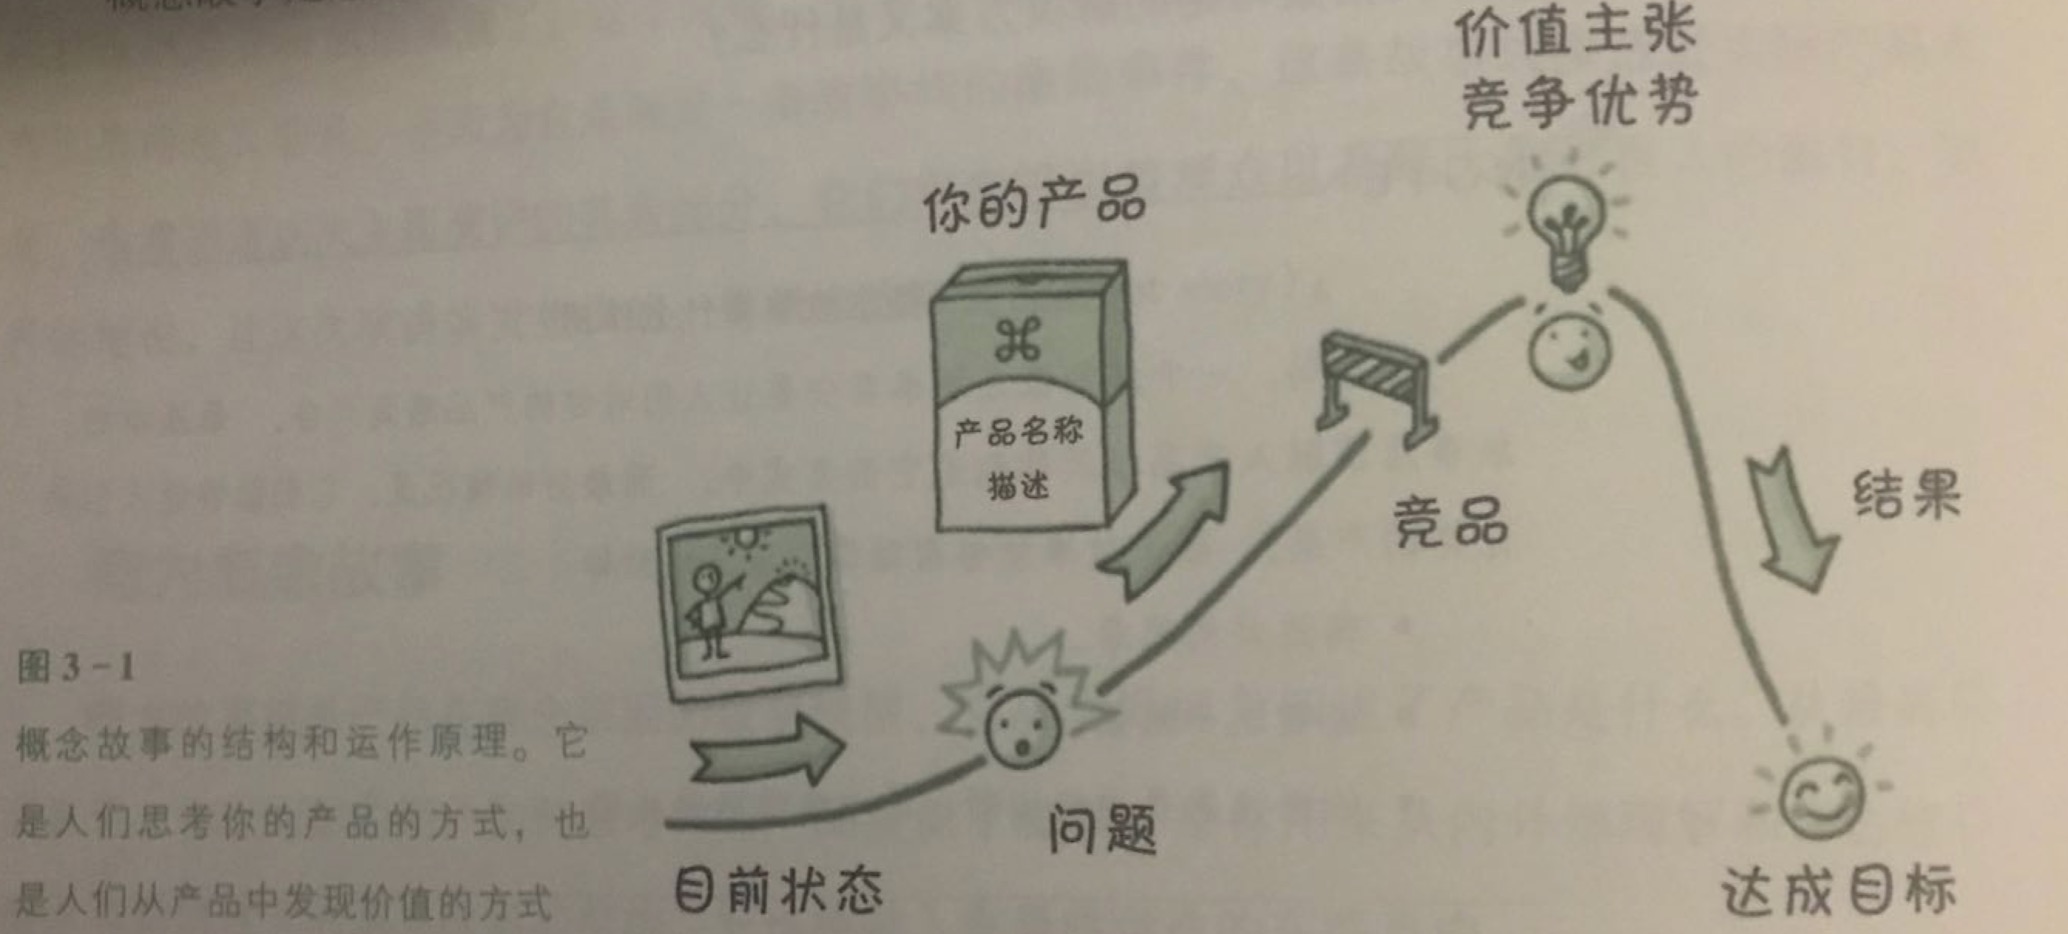 价值主张
竞争优势
你的产品
产品名称
描述
竞品
结果
问题
目前状态
达成目标
图3-1
概念故事的结构和运作原理。它
是人们思考你的产品的方式，也
是人们从产品中发现价值的方式